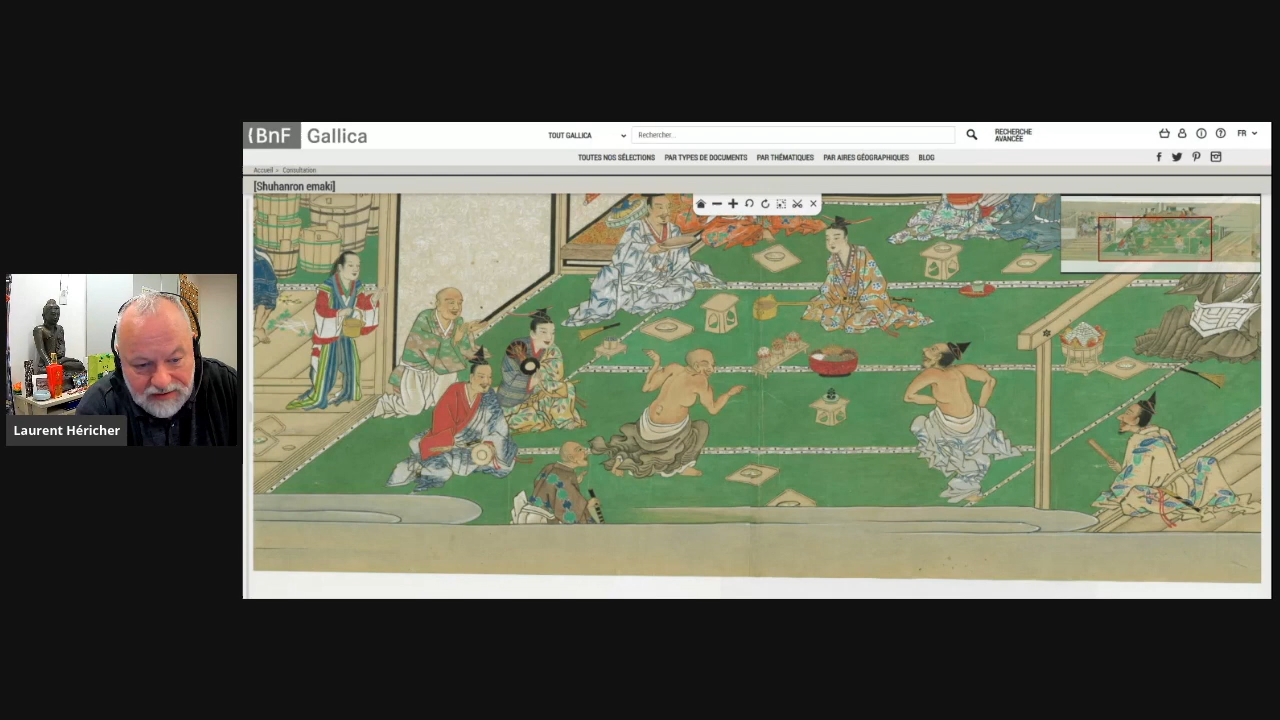 BnF Gallica
TOUT GALLICA
Rechercher...
RECHERCHE
AVANCÉE
FR
TOUTES NOS SÉLECTIONS PAR TYPES DE DOCUMENTS PAR THÉMATIQUES PAR AIRES GÉOGRAPHIQUES BLOG
Accueil > Consultation
[Shuhanron emaki]
Laurent Héricher